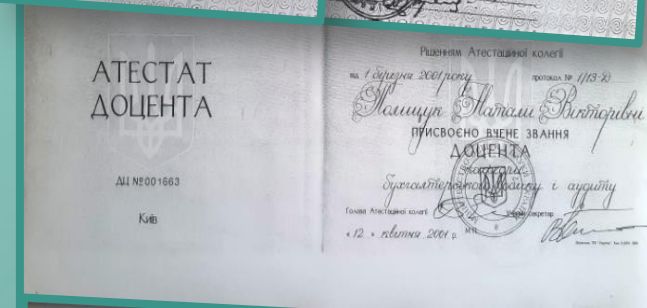 АТЕСТАТ
ДОЦЕНТА
ДЦ №001663
Київ
Рішенням Атестаційної колегії
від 1 березня 2001 року протокол № 1/13-Д
Поліщук Наталії Вікторівні
ПРИСВОЄНО ВЧЕНЕ ЗВАННЯ
ДОЦЕНТА
кафедри
бухгалтерського обліку і аудиту
Голова Атестаційної колегії
Учений секретар
« 12 » квітня 2001 р.